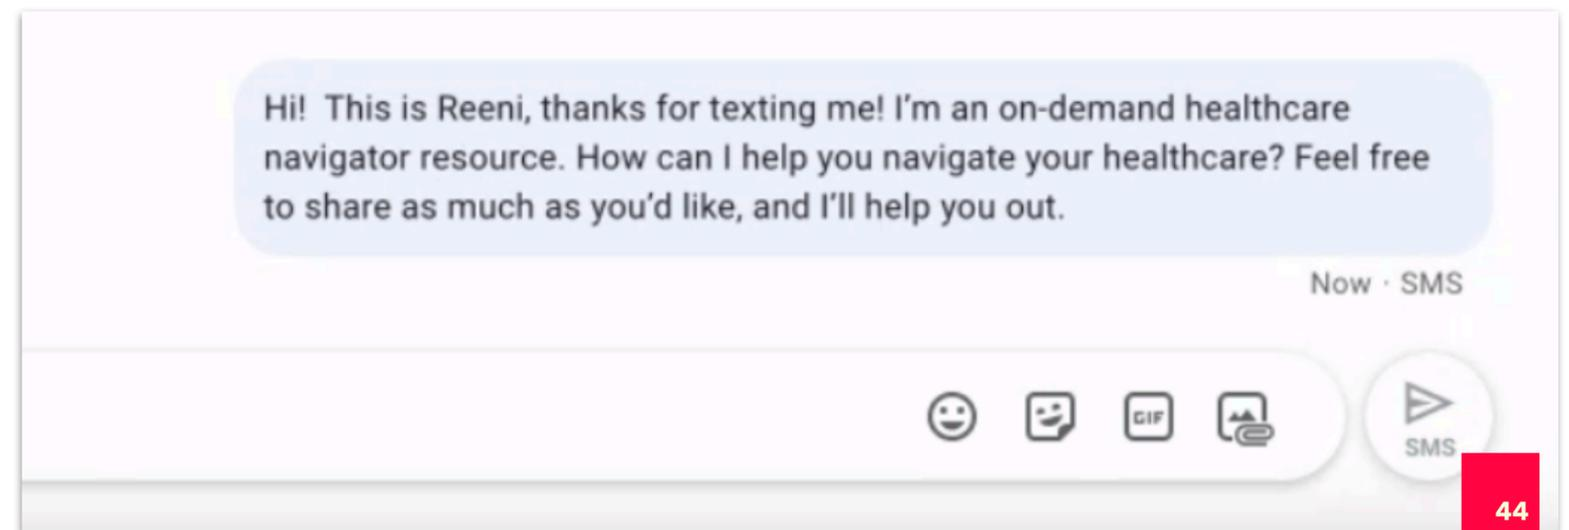 Hi!  This is Reeni, thanks for texting me! I’m an on-demand healthcare
navigator resource. How can I help you navigate your healthcare? Feel free
to share as much as you’d like, and I’ll help you out.
Now · SMS
GIF
SMS
44